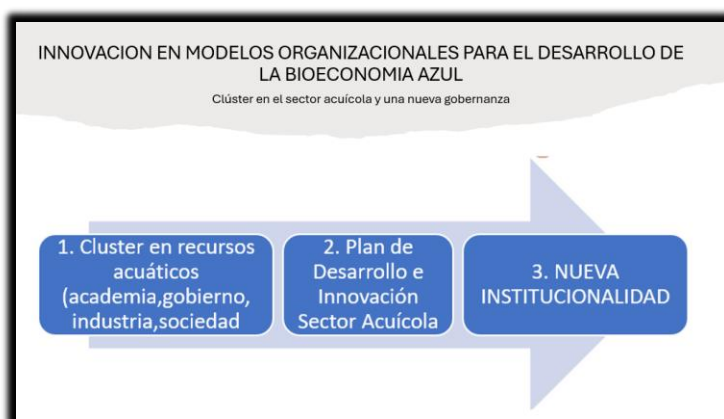 INNOVACION EN MODELOS ORGANIZACIONALES PARA EL DESARROLLO DE
LA BIOECONOMIA AZUL
Clúster en el sector acuícola y una nueva gobernanza
1. Cluster en recursos
acuáticos
(academia,gobierno,
industria,sociedad
2. Plan de
Desarrollo e
Innovación
Sector Acuícola
3. NUEVA
INSTITUCIONALIDAD